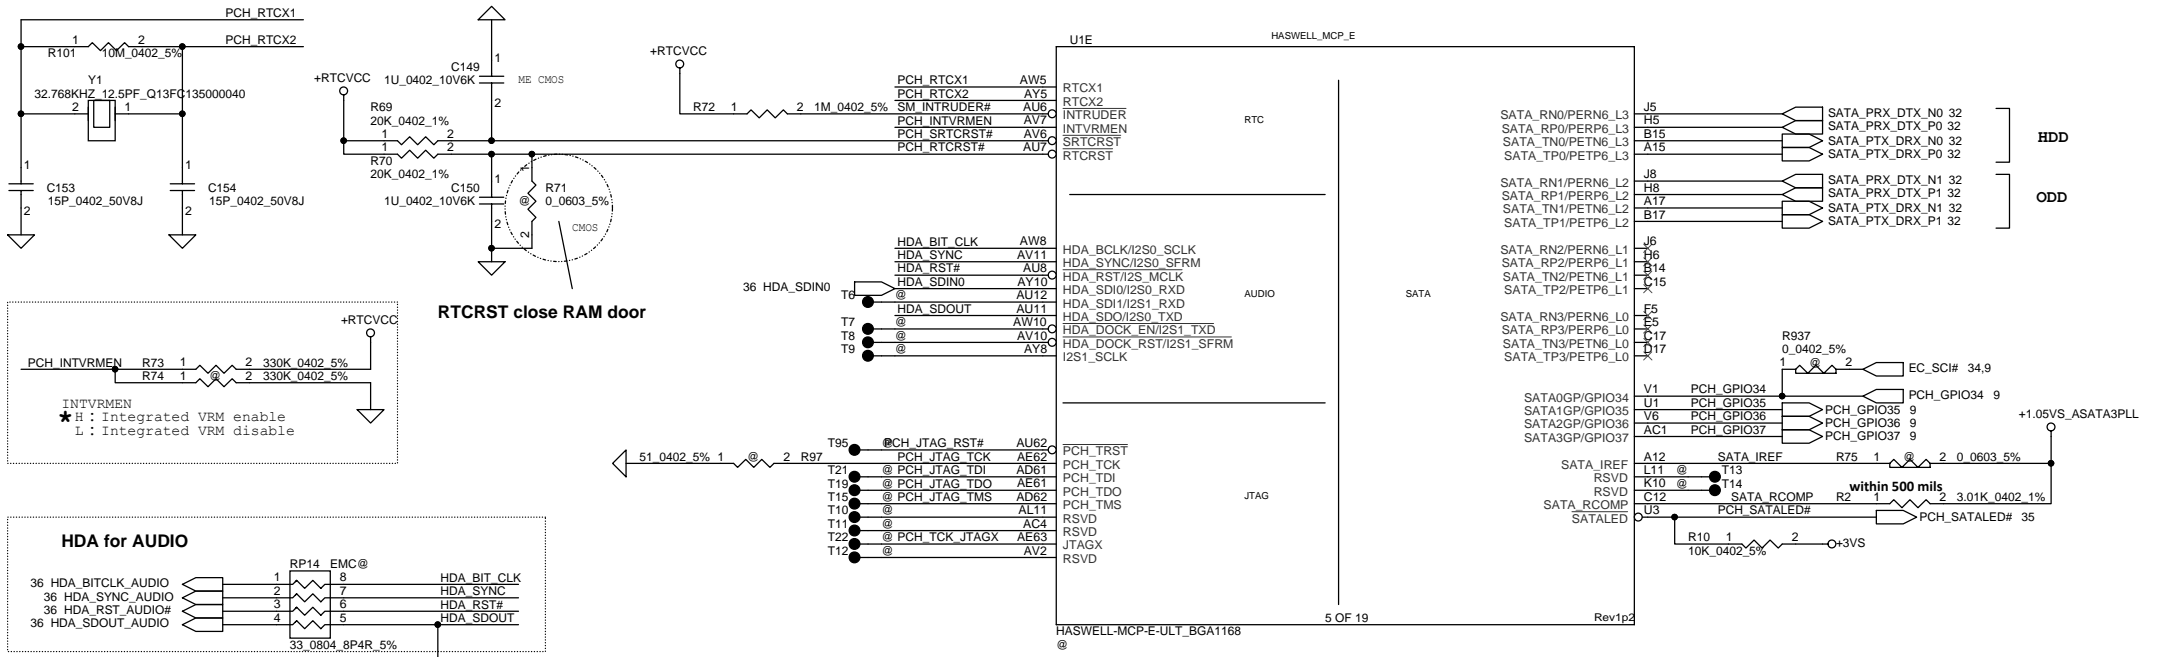 PCH_RTCX1
PCH_RTCX2
R101 1 2 10M_0402_5%
Y1
32.768KHZ_12.5PF_Q13FC135000040
2 1
1
C153
15P_0402_50V8J
2
1
C154
15P_0402_50V8J
2
+RTCVCC
R69
20K_0402_1%
1 2
1 2
R70
20K_0402_1%
1
C149
1U_0402_10V6K
2
ME CMOS
1
C150
1U_0402_10V6K
2
1
R71
@ 0_0603_5%
2
CMOS
RTCRST close RAM door
+RTCVCC
R72 1 2 1M_0402_5%
PCH_INTVRMEN R73 1 2 330K_0402_5%
R74 1 @ 2 330K_0402_5%
+RTCVCC
INTVRMEN
* H : Integrated VRM enable
L : Integrated VRM disable
HDA for AUDIO
RP14 EMC@
36 HDA_BITCLK_AUDIO 1 8 HDA_BIT_CLK
36 HDA_SYNC_AUDIO 2 7 HDA_SYNC
36 HDA_RST_AUDIO# 3 6 HDA_RST#
36 HDA_SDOUT_AUDIO 4 5 HDA_SDOUT
33_0804_8P4R_5%
U1E
HASWELL_MCP_E
PCH_RTCX1 AW5 RTCX1
PCH_RTCX2 AY5 RTCX2
SM_INTRUDER# AU6 INTRUDER
PCH_INTVRMEN AV7 INTVRMEN
PCH_SRTCRST# AV6 SRTCRST
PCH_RTCRST# AU7 RTCRST
RTC
HDA_BIT_CLK AW8 HDA_BCLK/I2S0_SCLK
HDA_SYNC AV11 HDA_SYNC/I2S0_SFRM
HDA_RST# AU8 HDA_RST/I2S_MCLK
36 HDA_SDIN0 HDA_SDIN0 AY10 HDA_SDI0/I2S0_RXD
T6 @ AU12 HDA_SDI1/I2S1_RXD
HDA_SDOUT AU11 HDA_SDO/I2S0_TXD
T7 @ AW10 HDA_DOCK_EN/I2S1_TXD
T8 @ AV10 HDA_DOCK_RST/I2S1_SFRM
T9 @ AY8 I2S1_SCLK
AUDIO
T95 @ PCH_JTAG_RST# AU62 PCH_TRST
51_0402_5% 1 @ 2 R97 PCH_JTAG_TCK AE62 PCH_TCK
T21 @ PCH_JTAG_TDI AD61 PCH_TDI
T19 @ PCH_JTAG_TDO AE61 PCH_TDO
T15 @ PCH_JTAG_TMS AD62 PCH_TMS
T10 @ AL11 RSVD
T11 @ AC4 RSVD
T22 @ PCH_TCK_JTAGX AE63 JTAGX
T12 @ AV2 RSVD
JTAG
SATA
SATA_RN0/PERN6_L3 J5 SATA_PRX_DTX_N0 32
SATA_RP0/PERP6_L3 H5 SATA_PRX_DTX_P0 32
SATA_TN0/PETN6_L3 B15 SATA_PTX_DRX_N0 32
SATA_TP0/PETP6_L3 A15 SATA_PTX_DRX_P0 32
HDD
SATA_RN1/PERN6_L2 J8 SATA_PRX_DTX_N1 32
SATA_RP1/PERP6_L2 H8 SATA_PRX_DTX_P1 32
SATA_TN1/PETN6_L2 A17 SATA_PTX_DRX_N1 32
SATA_TP1/PETP6_L2 B17 SATA_PTX_DRX_P1 32
ODD
SATA_RN2/PERN6_L1 J6
SATA_RP2/PERP6_L1 H6
SATA_TN2/PETN6_L1 B14
SATA_TP2/PETP6_L1 C15
SATA_RN3/PERN6_L0 F5
SATA_RP3/PERP6_L0 E5
SATA_TN3/PETN6_L0 C17
SATA_TP3/PETP6_L0 D17
R937
0_0402_5%
1 @ 2 EC_SCI# 34,9
SATA0GP/GPIO34 V1 PCH_GPIO34 PCH_GPIO34 9
SATA1GP/GPIO35 U1 PCH_GPIO35 PCH_GPIO35 9
SATA2GP/GPIO36 V6 PCH_GPIO36 PCH_GPIO36 9
SATA3GP/GPIO37 AC1 PCH_GPIO37 PCH_GPIO37 9
+1.05VS_ASATA3PLL
SATA_IREF A12 SATA_IREF R75 1 @ 2 0_0603_5%
RSVD L11 @ T13
RSVD K10 @ T14
within 500 mils
SATA_RCOMP C12 SATA_RCOMP R2 1 2 3.01K_0402_1%
SATALED U3 PCH_SATALED# PCH_SATALED# 35
R10 1 2 +3VS
10K_0402_5%
5 OF 19
Rev1p2
HASWELL-MCP-E-ULT_BGA1168
@